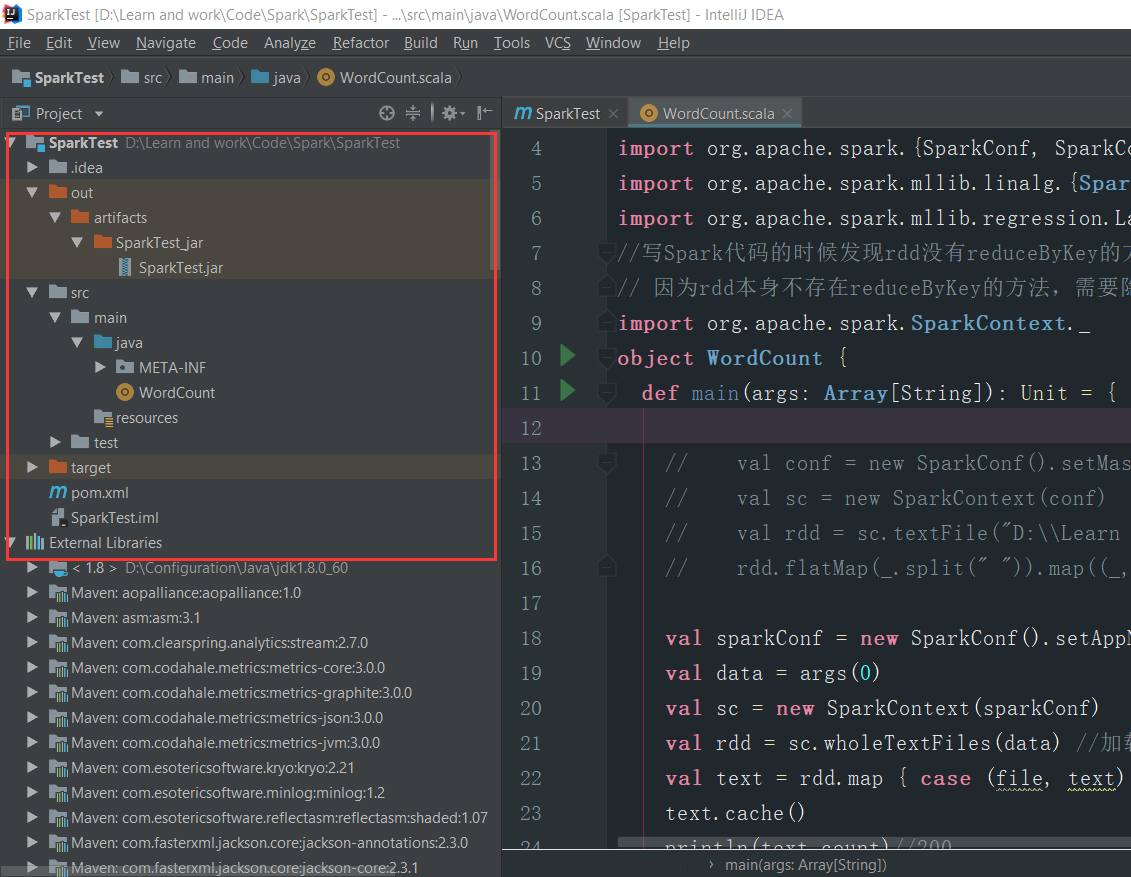 SparkTest [D:\Learn and work\Code\Spark\SparkTest] - ...\src\main\java\WordCount.scala [SparkTest] - IntelliJ IDEA
File Edit View Navigate Code Analyze Refactor Build Run Tools VCS Window Help
SparkTest src main java WordCount.scala
Project
SparkTest WordCount.scala
SparkTest D:\Learn and work\Code\Spark\SparkTest
.idea
out
artifacts
SparkTest_jar
SparkTest.jar
src
main
java
META-INF
WordCount
resources
test
target
pom.xml
SparkTest.iml
External Libraries
< 1.8 > D:\Configuration\Java\jdk1.8.0_60
Maven: aopalliance:aopalliance:1.0
Maven: asm:asm:3.1
Maven: com.clearspring.analytics:stream:2.7.0
Maven: com.codahale.metrics:metrics-core:3.0.0
Maven: com.codahale.metrics:metrics-graphite:3.0.0
Maven: com.codahale.metrics:metrics-json:3.0.0
Maven: com.codahale.metrics:metrics-jvm:3.0.0
Maven: com.esotericsoftware.kryo:kryo:2.21
Maven: com.esotericsoftware.minlog:minlog:1.2
Maven: com.esotericsoftware.reflectasm:reflectasm:shaded:1.07
Maven: com.fasterxml.jackson.core:jackson-annotations:2.3.0
Maven: com.fasterxml.jackson.core:jackson-core:2.3.1
4 import org.apache.spark.{SparkConf, SparkCo
5 import org.apache.spark.mllib.linalg.{Spar
6 import org.apache.spark.mllib.regression.La
7 //写Spark代码的时候发现rdd没有reduceByKey的
8 // 因为rdd本身不存在reduceByKey的方法，需要
9 import org.apache.spark.SparkContext._
10 object WordCount {
11 def main(args: Array[String]): Unit = {
12
13 // val conf = new SparkConf().setMas
14 // val sc = new SparkContext(conf)
15 // val rdd = sc.textFile("D:\\Learn
16 // rdd.flatMap(_.split(" ")).map((_,
17
18 val sparkConf = new SparkConf().setAppN
19 val data = args(0)
20 val sc = new SparkContext(sparkConf)
21 val rdd = sc.wholeTextFiles(data) //加
22 val text = rdd.map { case (file, text)
23 text.cache()
24 println(text.count)//200
main(args: Array[String])